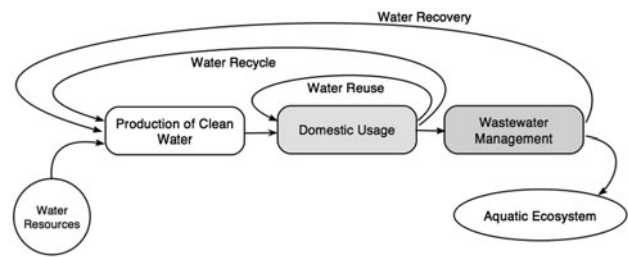 Water Recovery
Water Recycle
Water Reuse
Production of Clean
Water
Domestic Usage
Wastewater
Management
Water
Resources
Aquatic Ecosystem